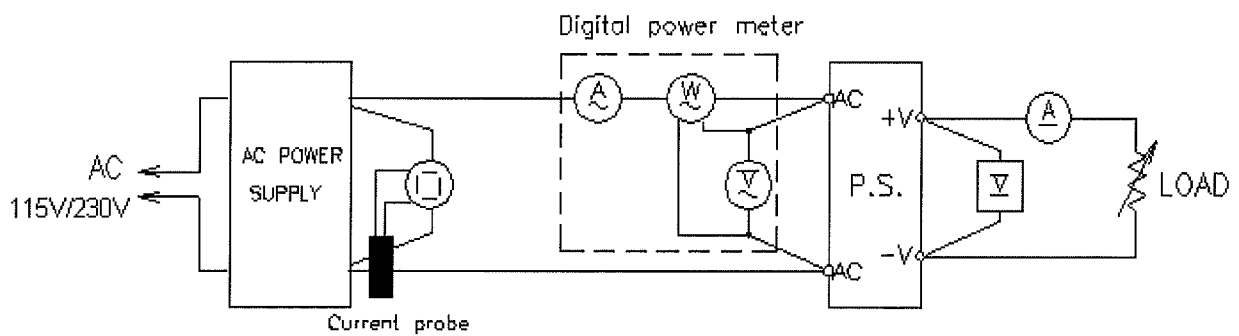 Digital power meter
AC
115V/230V
AC POWER
SUPPLY
Current probe
A
W
V
AC
AC
P.S.
+V
-V
A
V
LOAD